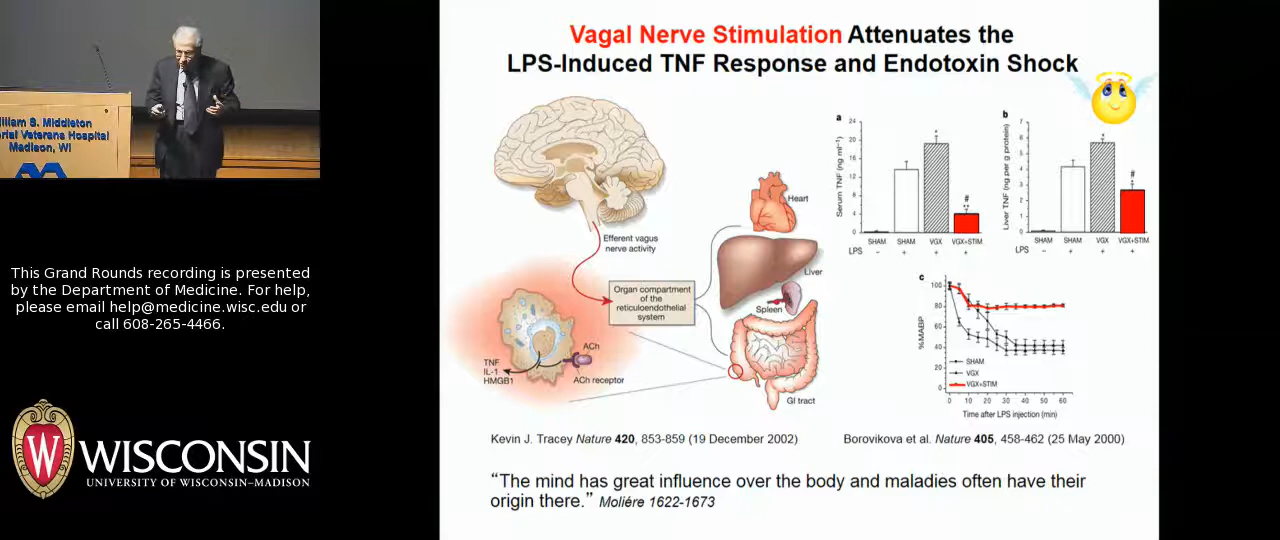 lliam S. Middleton
rial Veterans Hospital
Madison, WI
This Grand Rounds recording is presented
by the Department of Medicine. For help,
please email help@medicine.wisc.edu or
call 608-265-4466.
W
WISCONSIN
UNIVERSITY OF WISCONSIN–MADISON
Vagal Nerve Stimulation Attenuates the
LPS-Induced TNF Response and Endotoxin Shock
Efferent vagus
nerve activity
Organ compartment
of the
reticuloendothelial
system
Heart
Liver
Spleen
GI tract
TNF
IL-1
HMGB1
ACh
ACh receptor
a
Serum TNF (ng ml⁻¹)
24
20
16
12
8
4
0
*
#
**
SHAM SHAM VGX VGX+STIM
LPS – + + +
b
Liver TNF (ng per g protein)
7
6
5
4
3
2
1
0
*
#
*
SHAM SHAM VGX VGX+STIM
LPS – + + +
c
%MABP
100
80
60
40
20
0
SHAM
VGX
VGX+STIM
0 10 20 30 40 50 60
Time after LPS injection (min)
Kevin J. Tracey Nature 420, 853-859 (19 December 2002)
Borovikova et al. Nature 405, 458-462 (25 May 2000)
“The mind has great influence over the body and maladies often have their
origin there.” Moliére 1622-1673